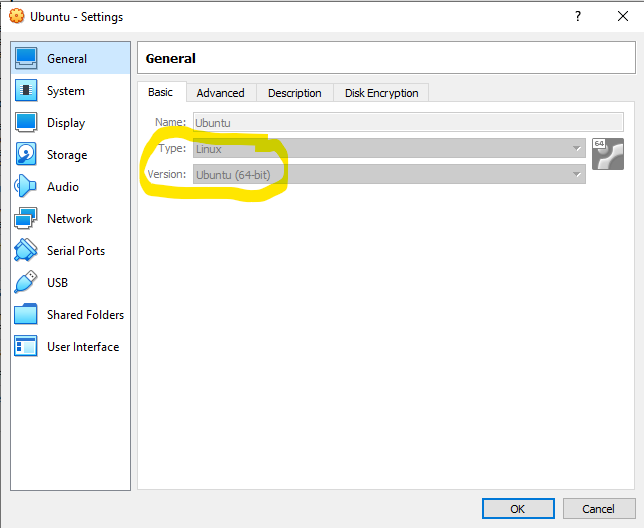 Ubuntu - Settings
?
General
System
Display
Storage
Audio
Network
Serial Ports
USB
Shared Folders
User Interface
General
Basic Advanced Description Disk Encryption
Name: Ubuntu
Type: Linux
64
Version: Ubuntu (64-bit)
OK Cancel